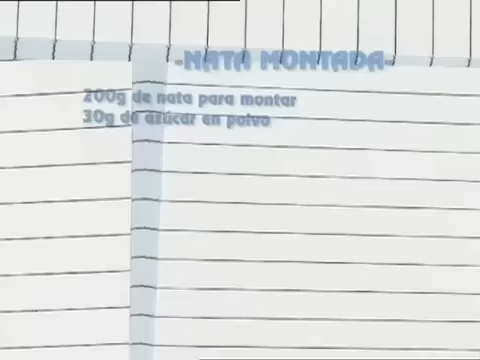 -NATA MONTADA-
200g de nata para montar
30g de azúcar en polvo